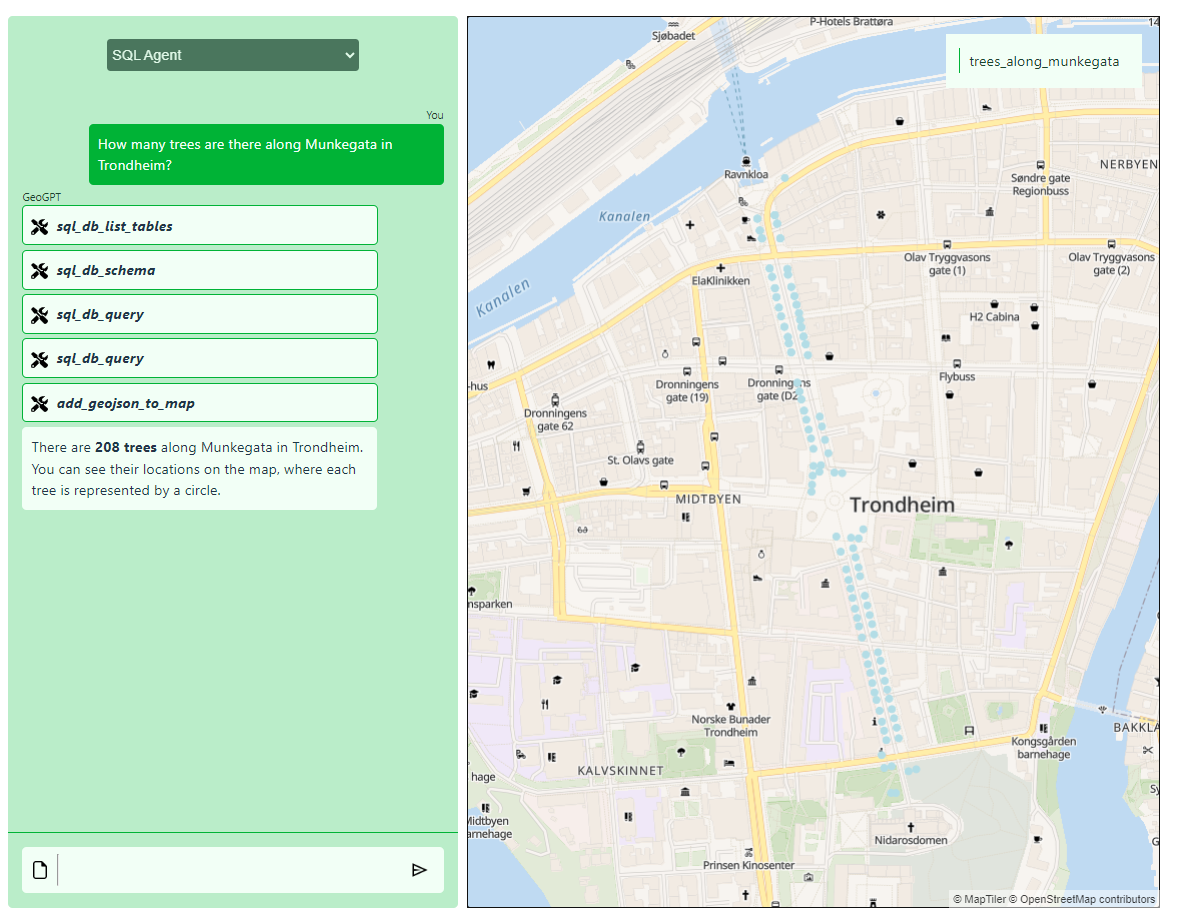 SQL Agent
You
How many trees are there along Munkegata in
Trondheim?
GeoGPT
sql_db_list_tables
sql_db_schema
sql_db_query
sql_db_query
add_geojson_to_map
There are 208 trees along Munkegata in Trondheim.
You can see their locations on the map, where each
tree is represented by a circle.
trees_along_munkegata
P-Hotels Brattøra
14
Sjøbadet
Ravnkloa
NERBYEN
Søndre gate
Regionbuss
Kanalen
Olav Tryggvasons
gate (1)
Olav Tryggvasons
gate (2)
ElaKlinikken
Kanalen
H2 Cabina
-hus
Dronningens
gate (19)
Dronningens
gate (D2
Flybuss
Dronningens
gate 62
St. Olavs gate
MIDTBYEN
Trondheim
nsparken
Norske Bunader
Trondheim
Kongsgården
barnehage
BAKKLA
KALVSKINNET
hage
Midtbyen
arnehage
Sy
Nidarosdomen
G
Prinsen Kinosenter
© MapTiler © OpenStreetMap contributors